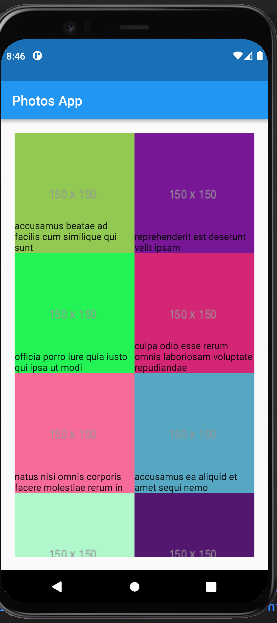 8:46
Photos App
150 x 150
150 x 150
accusamus beatae ad
facilis cum similique qui
sunt
reprehenderit est deserunt
velit ipsam
150 x 150
150 x 150
officia porro iure quia iusto
qui ipsa ut modi
culpa odio esse rerum
omnis laboriosam voluptate
repudiandae
150 x 150
150 x 150
natus nisi omnis corporis
facere molestiae rerum in
accusamus ea aliquid et
amet sequi nemo
150 x 150
150 x 150